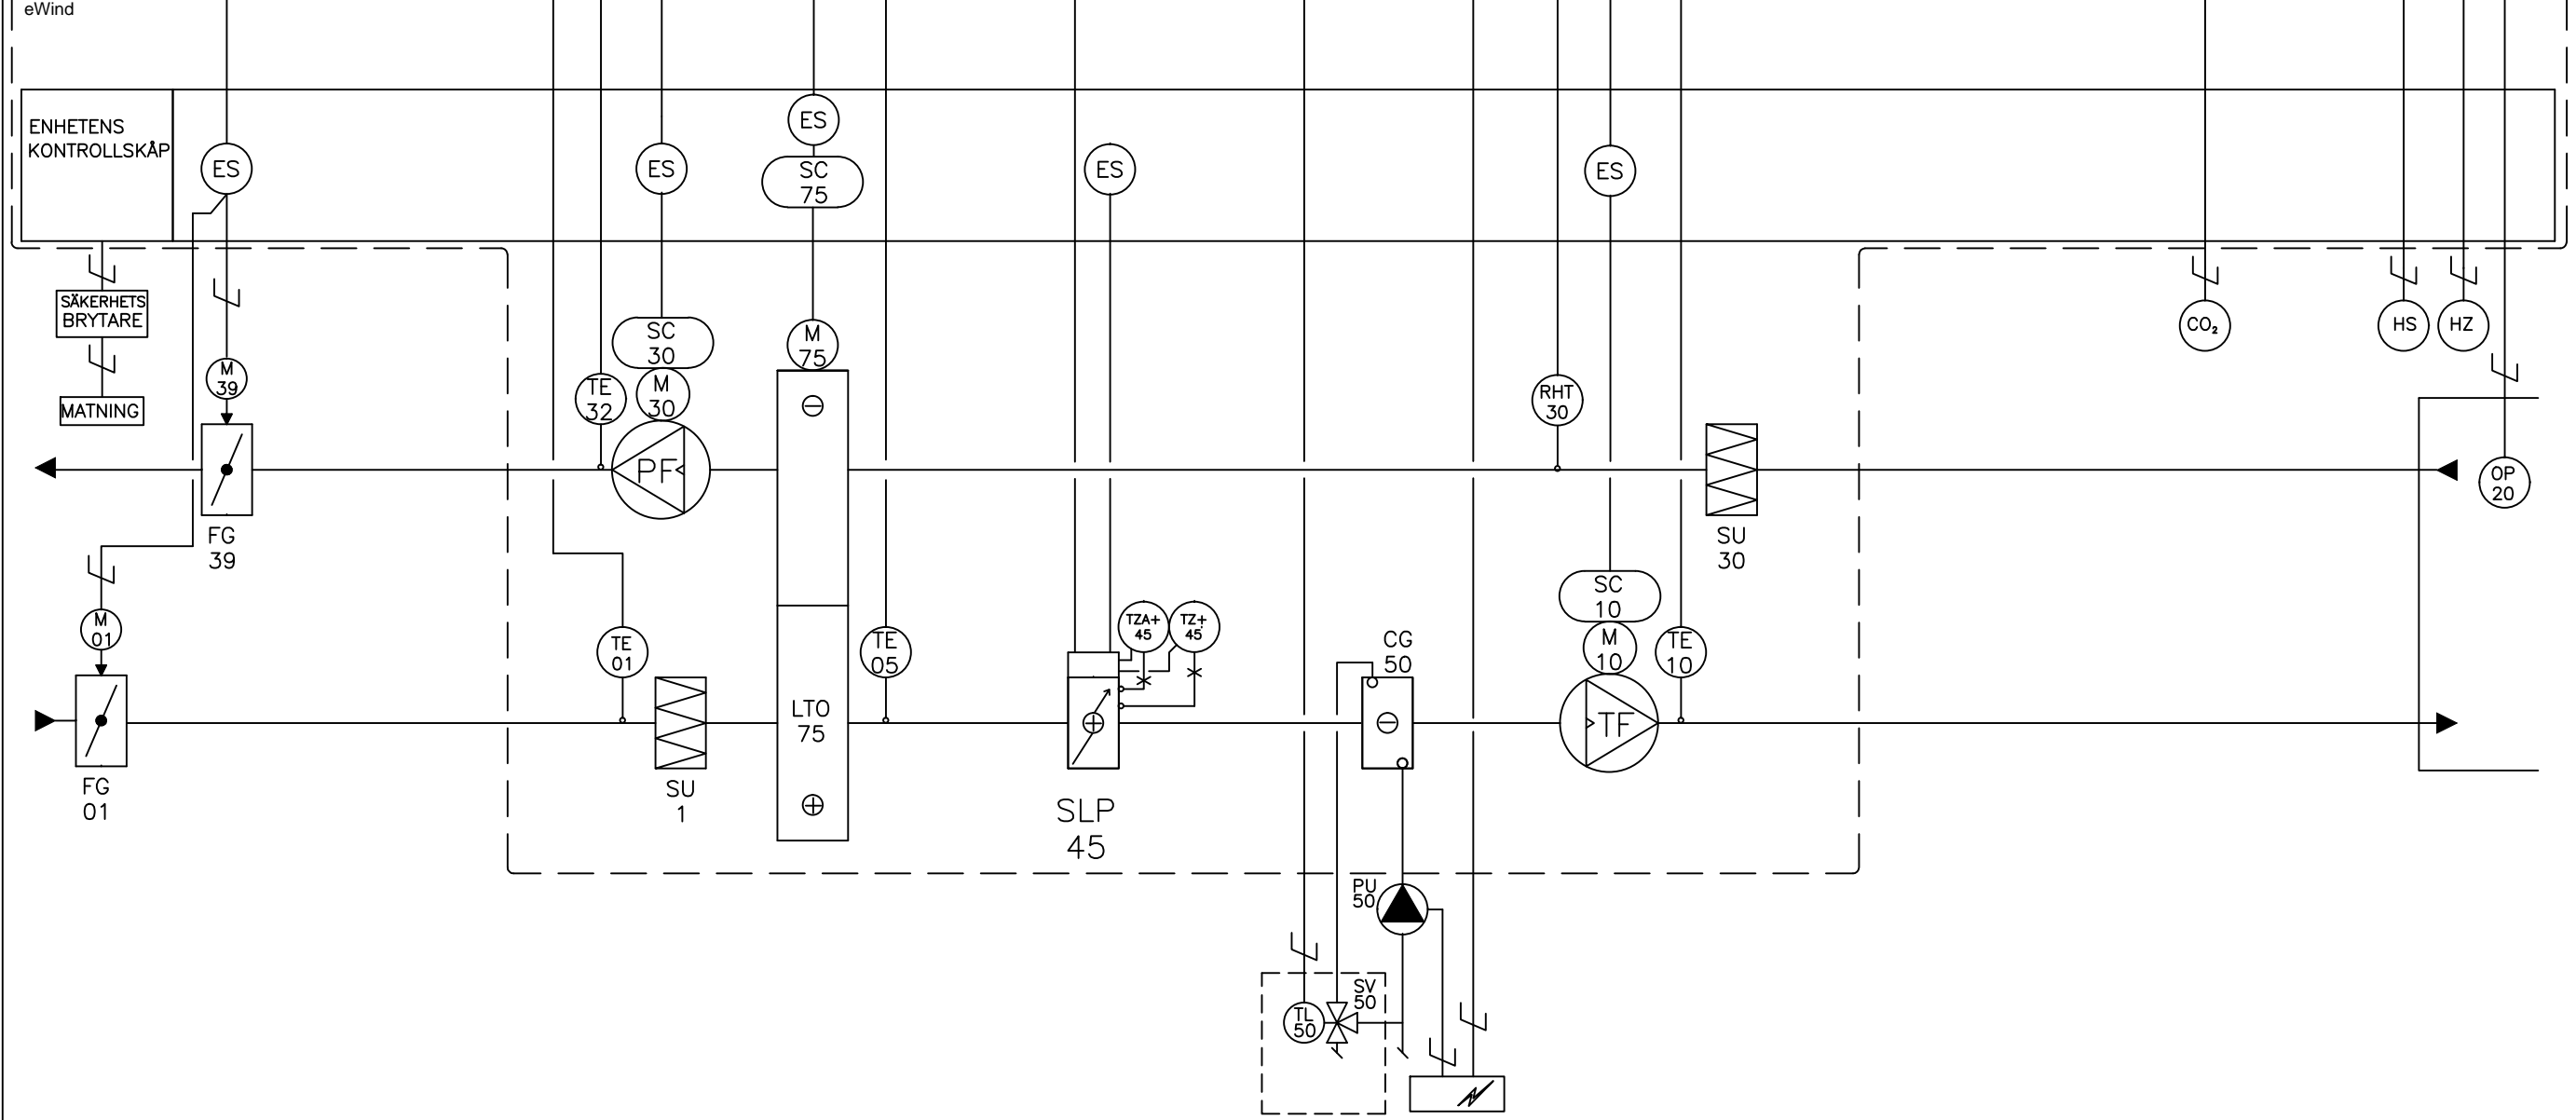 eWind
ENHETENS
KONTROLLSKÅP
ES
ES
ES
SC
75
ES
ES
SÄKERHETS
BRYTARE
MATNING
M
39
TE
32
SC
30
M
30
M
75
RHT
30
CO₂
HS
HZ
PF
OP
20
FG
39
SU
30
M
01
TE
01
TE
05
TZA+
45
TZ+
45
CG
50
SC
10
M
10
TE
10
LTO
75
TF
FG
01
SU
1
SLP
45
PU
50
SV
50
TL
50